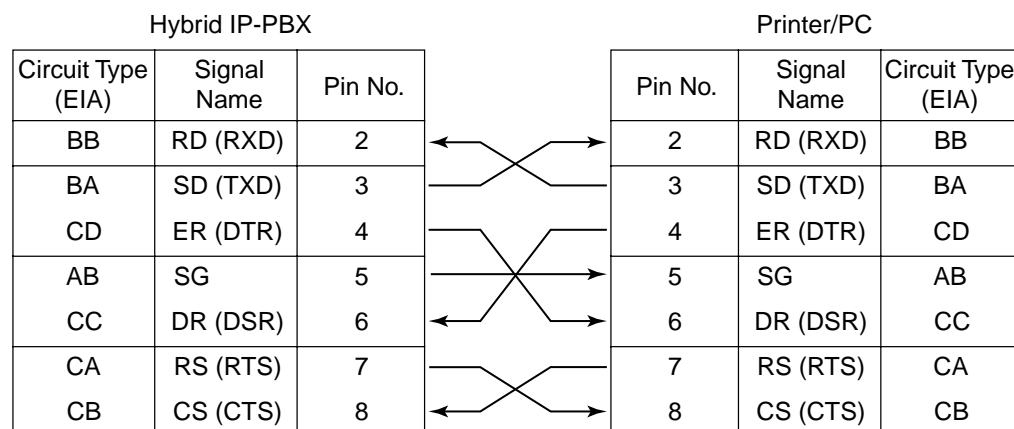 Hybrid IP-PBX Printer/PC
Circuit Type (EIA) Signal Name Pin No. Pin No. Signal Name Circuit Type (EIA)
BB RD (RXD) 2 2 RD (RXD) BB
BA SD (TXD) 3 3 SD (TXD) BA
CD ER (DTR) 4 4 ER (DTR) CD
AB SG 5 5 SG AB
CC DR (DSR) 6 6 DR (DSR) CC
CA RS (RTS) 7 7 RS (RTS) CA
CB CS (CTS) 8 8 CS (CTS) CB